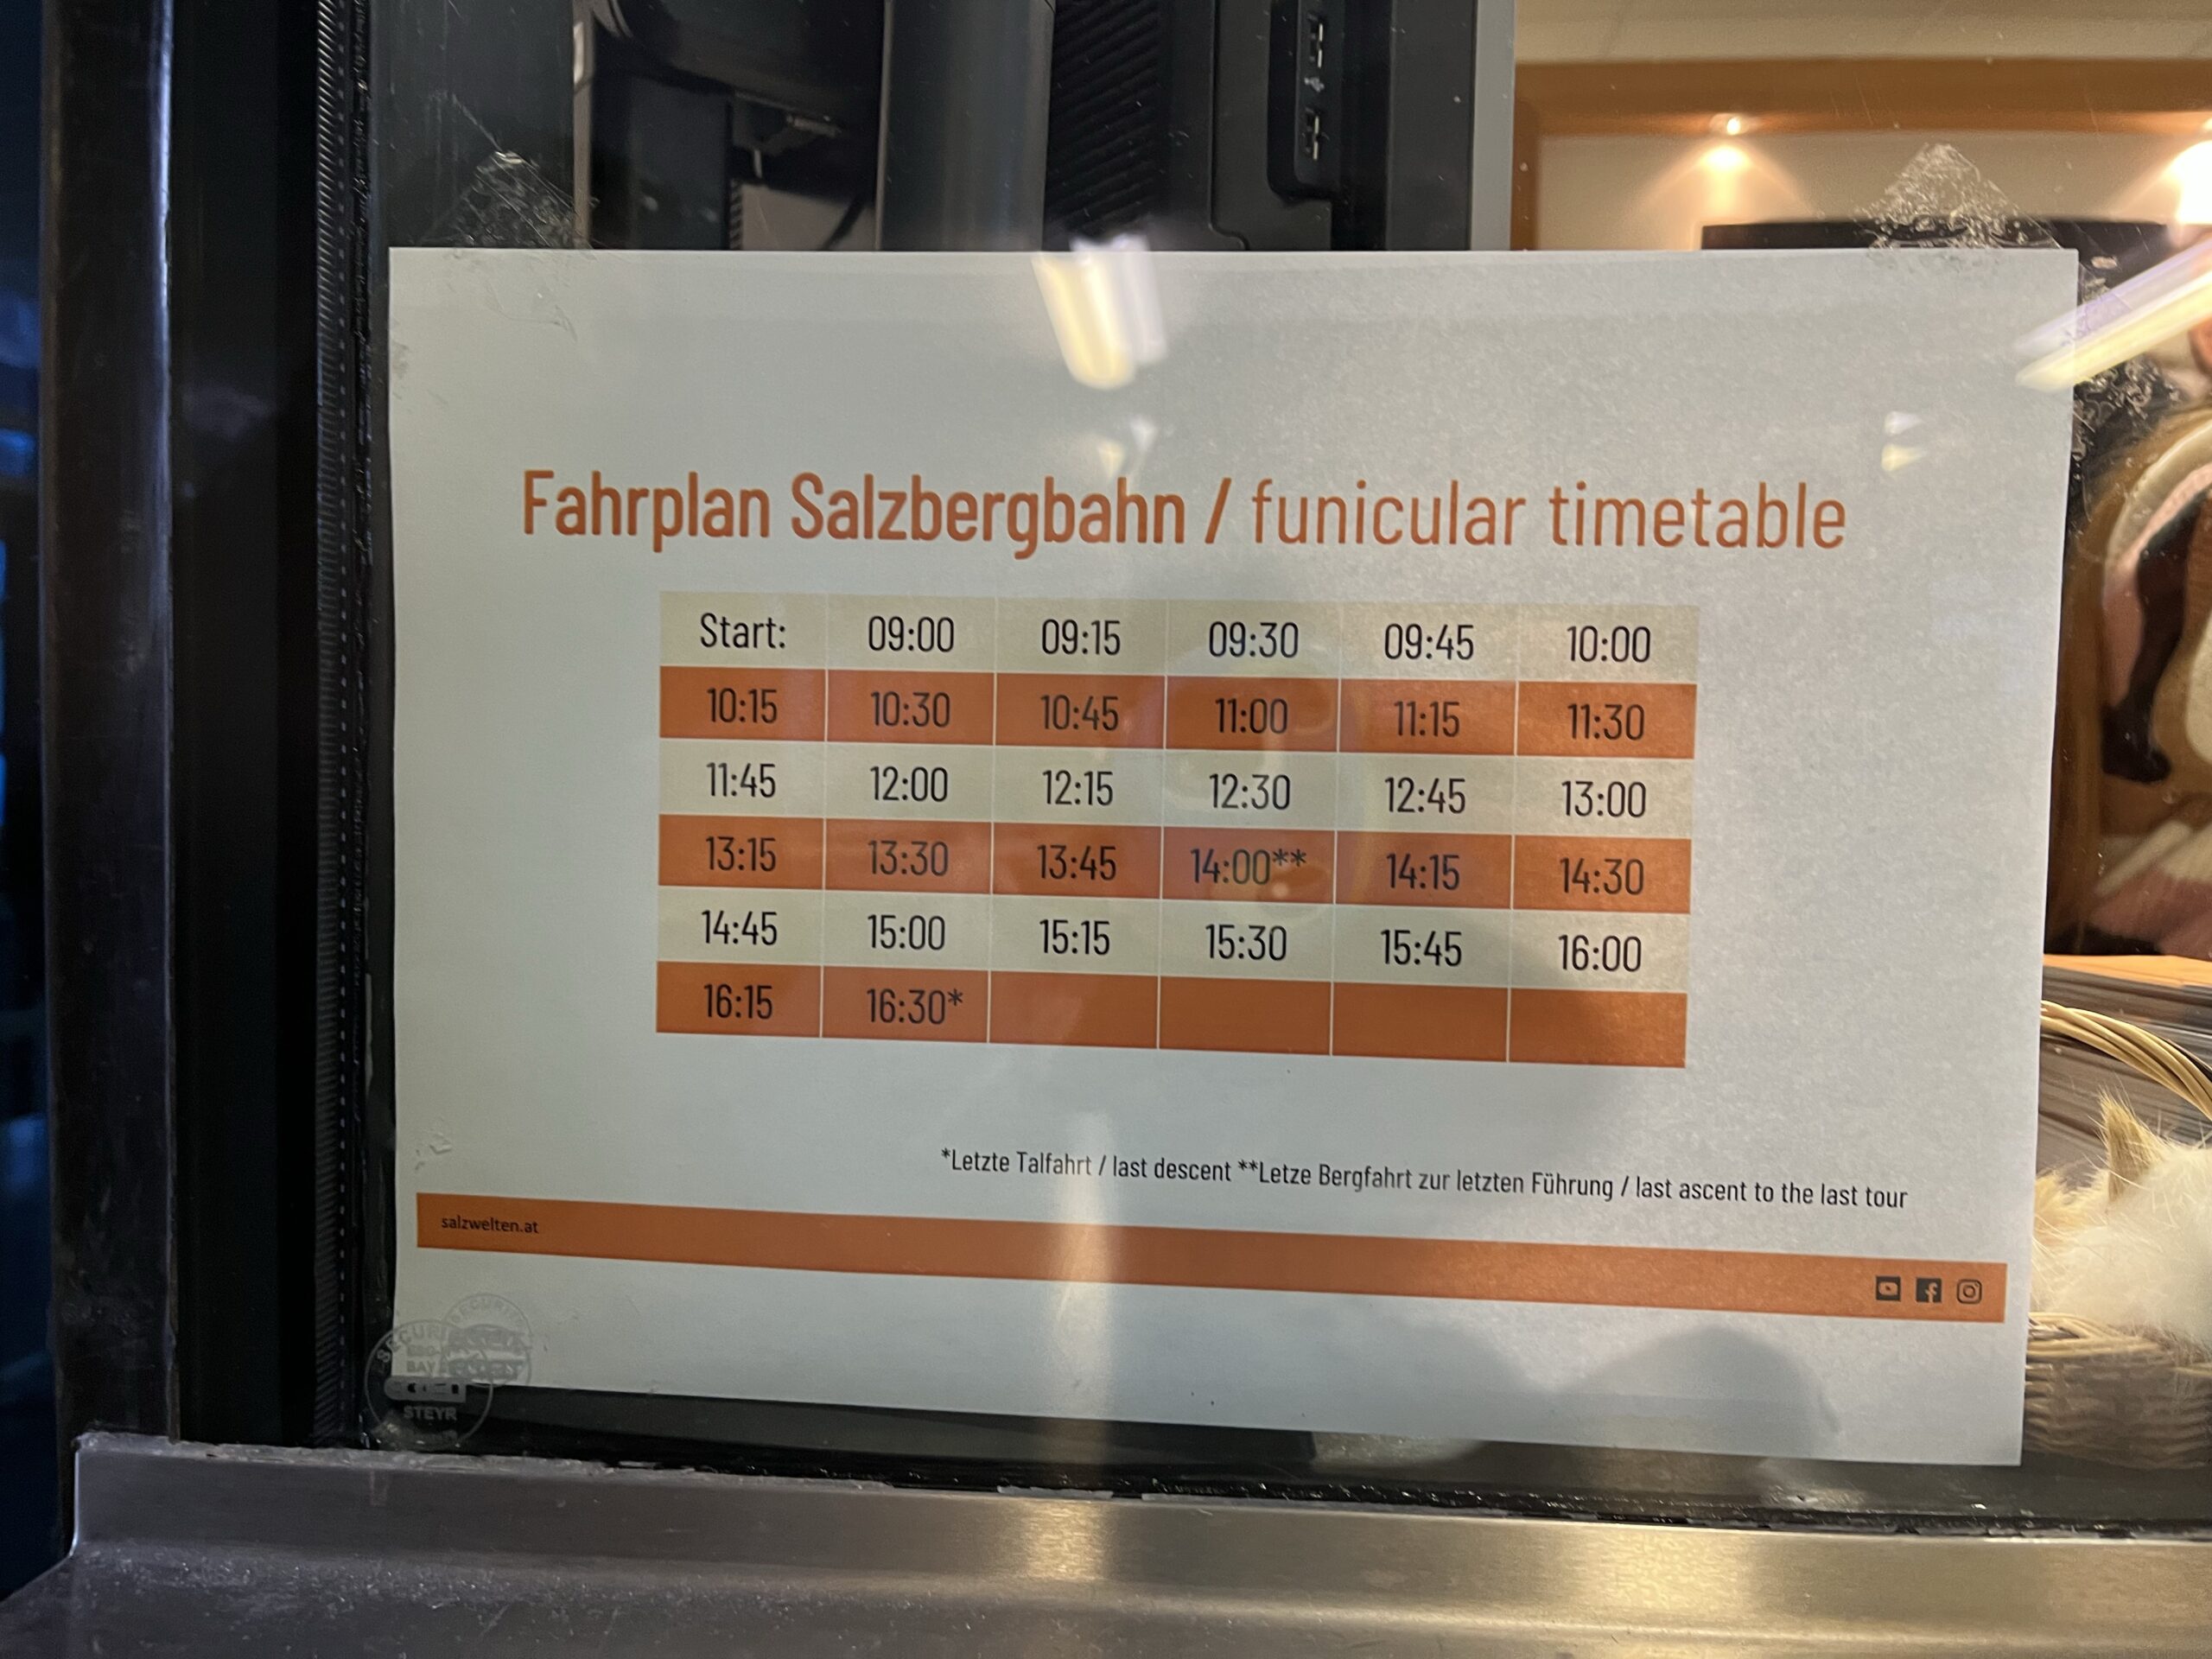 Fahrplan Salzbergbahn / funicular timetable
Start: 09:00 09:15 09:30 09:45 10:00
10:15 10:30 10:45 11:00 11:15 11:30
11:45 12:00 12:15 12:30 12:45 13:00
13:15 13:30 13:45 14:00** 14:15 14:30
14:45 15:00 15:15 15:30 15:45 16:00
16:15 16:30*
*Letzte Talfahrt / last descent **Letze Bergfahrt zur letzten Führung / last ascent to the last tour
salzwelten.at
STEYR